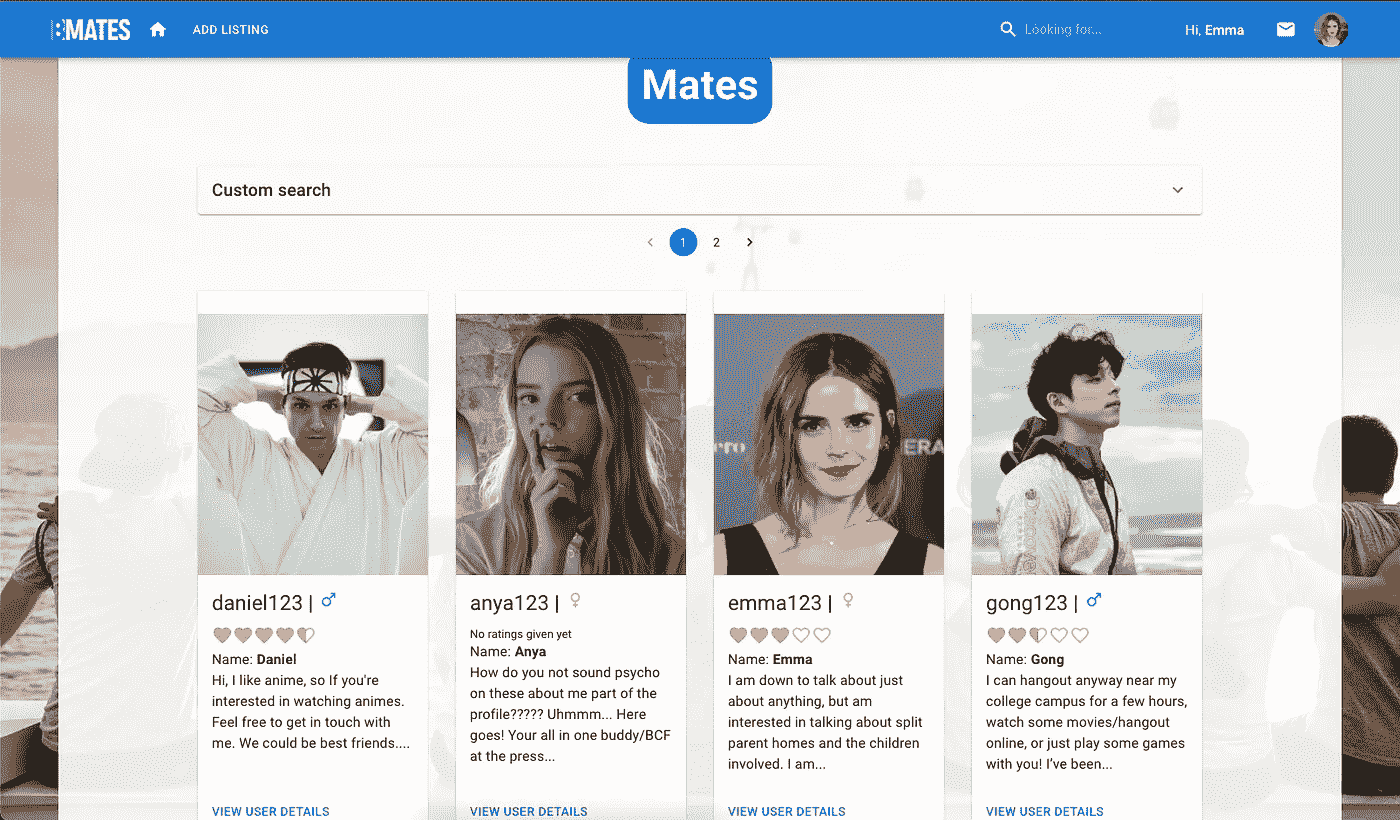 :MATES ADD LISTING Looking for... Hi, Emma
Mates
Custom search
1 2
rro
ERA
daniel123 |
Name: Daniel
Hi, I like anime, so If you're
interested in watching animes.
Feel free to get in touch with
me. We could be best friends....
VIEW USER DETAILS
anya123 |
No ratings given yet
Name: Anya
How do you not sound psycho
on these about me part of the
profile????? Uhmmm... Here
goes! Your all in one buddy/BCF
at the press...
VIEW USER DETAILS
emma123 |
Name: Emma
I am down to talk about just
about anything, but am
interested in talking about split
parent homes and the children
involved. I am...
VIEW USER DETAILS
gong123 |
Name: Gong
I can hangout anyway near my
college campus for a few hours,
watch some movies/hangout
online, or just play some games
with you! I've been...
VIEW USER DETAILS